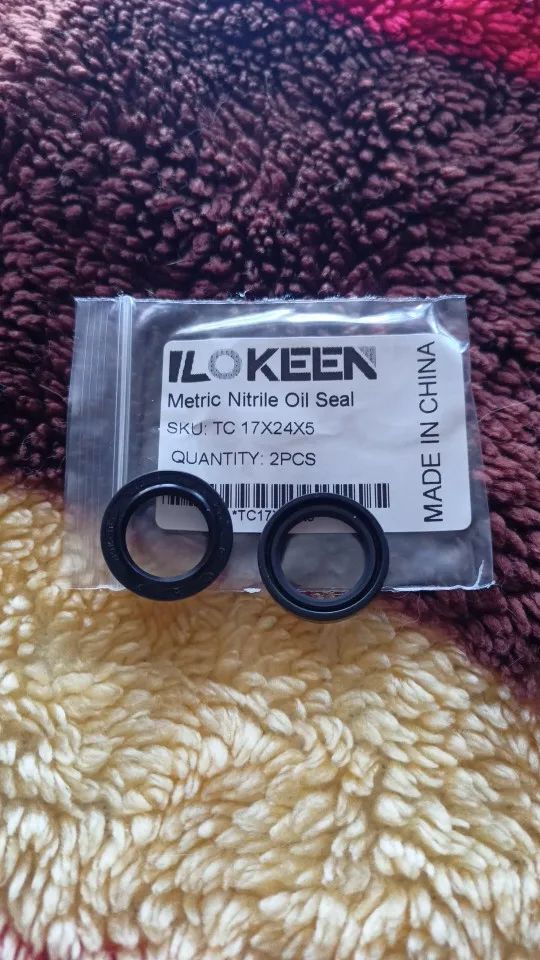 ILOKEEN
Metric Nitrile Oil Seal
SKU: TC 17X24X5
QUANTITY: 2PCS
MADE IN CHINA